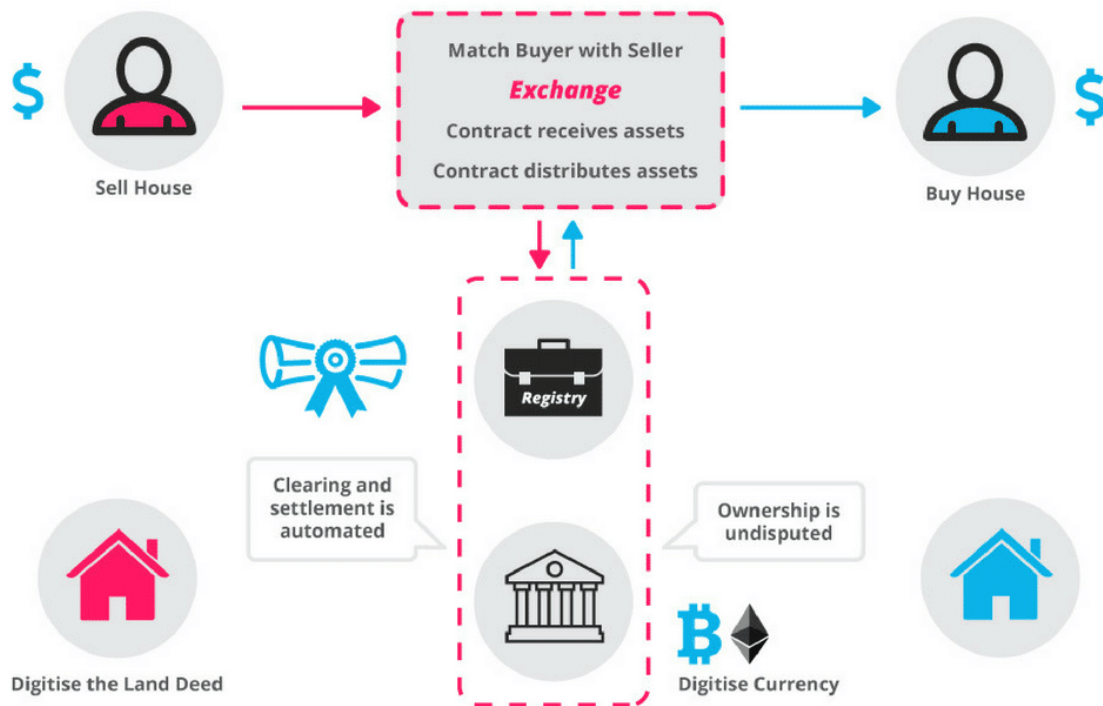 Match Buyer with Seller
Exchange
Contract receives assets
Contract distributes assets
$
Sell House
$
Buy House
Registry
Clearing and
settlement is
automated
Ownership is
undisputed
Digitise the Land Deed
Digitise Currency